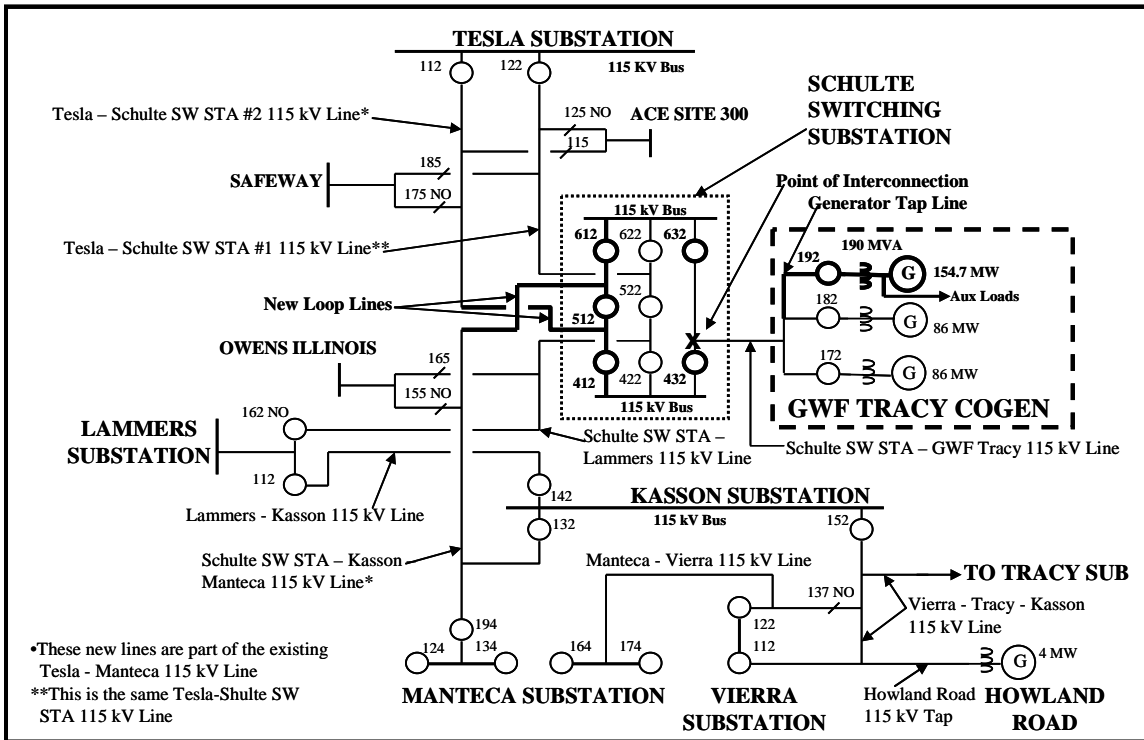 TESLA SUBSTATION
112
122
115 KV Bus
Tesla – Schulte SW STA #2 115 kV Line*
125 NO
ACE SITE 300
115
SCHULTE
SWITCHING
SUBSTATION
185
SAFEWAY
175 NO
Point of Interconnection
Generator Tap Line
115 kV Bus
612
622
632
190 MVA
192
G
154.7 MW
Tesla – Schulte SW STA #1 115 kV Line**
Aux Loads
New Loop Lines
522
512
182
G
86 MW
OWENS ILLINOIS
165
155 NO
412
422
432
172
G
86 MW
115 kV Bus
GWF TRACY COGEN
162 NO
LAMMERS
SUBSTATION
Schulte SW STA –
Lammers 115 kV Line
Schulte SW STA – GWF Tracy 115 kV Line
112
142
Lammers - Kasson 115 kV Line
KASSON SUBSTATION
115 kV Bus
132
152
Schulte SW STA – Kasson
Manteca 115 kV Line*
Manteca - Vierra 115 kV Line
TO TRACY SUB
137 NO
Vierra - Tracy - Kasson
115 kV Line
122
194
124
134
164
174
112
G
4 MW
•These new lines are part of the existing
Tesla - Manteca 115 kV Line
**This is the same Tesla-Shulte SW
STA 115 kV Line
MANTECA SUBSTATION
VIERRA
SUBSTATION
Howland Road
115 kV Tap
HOWLAND
ROAD